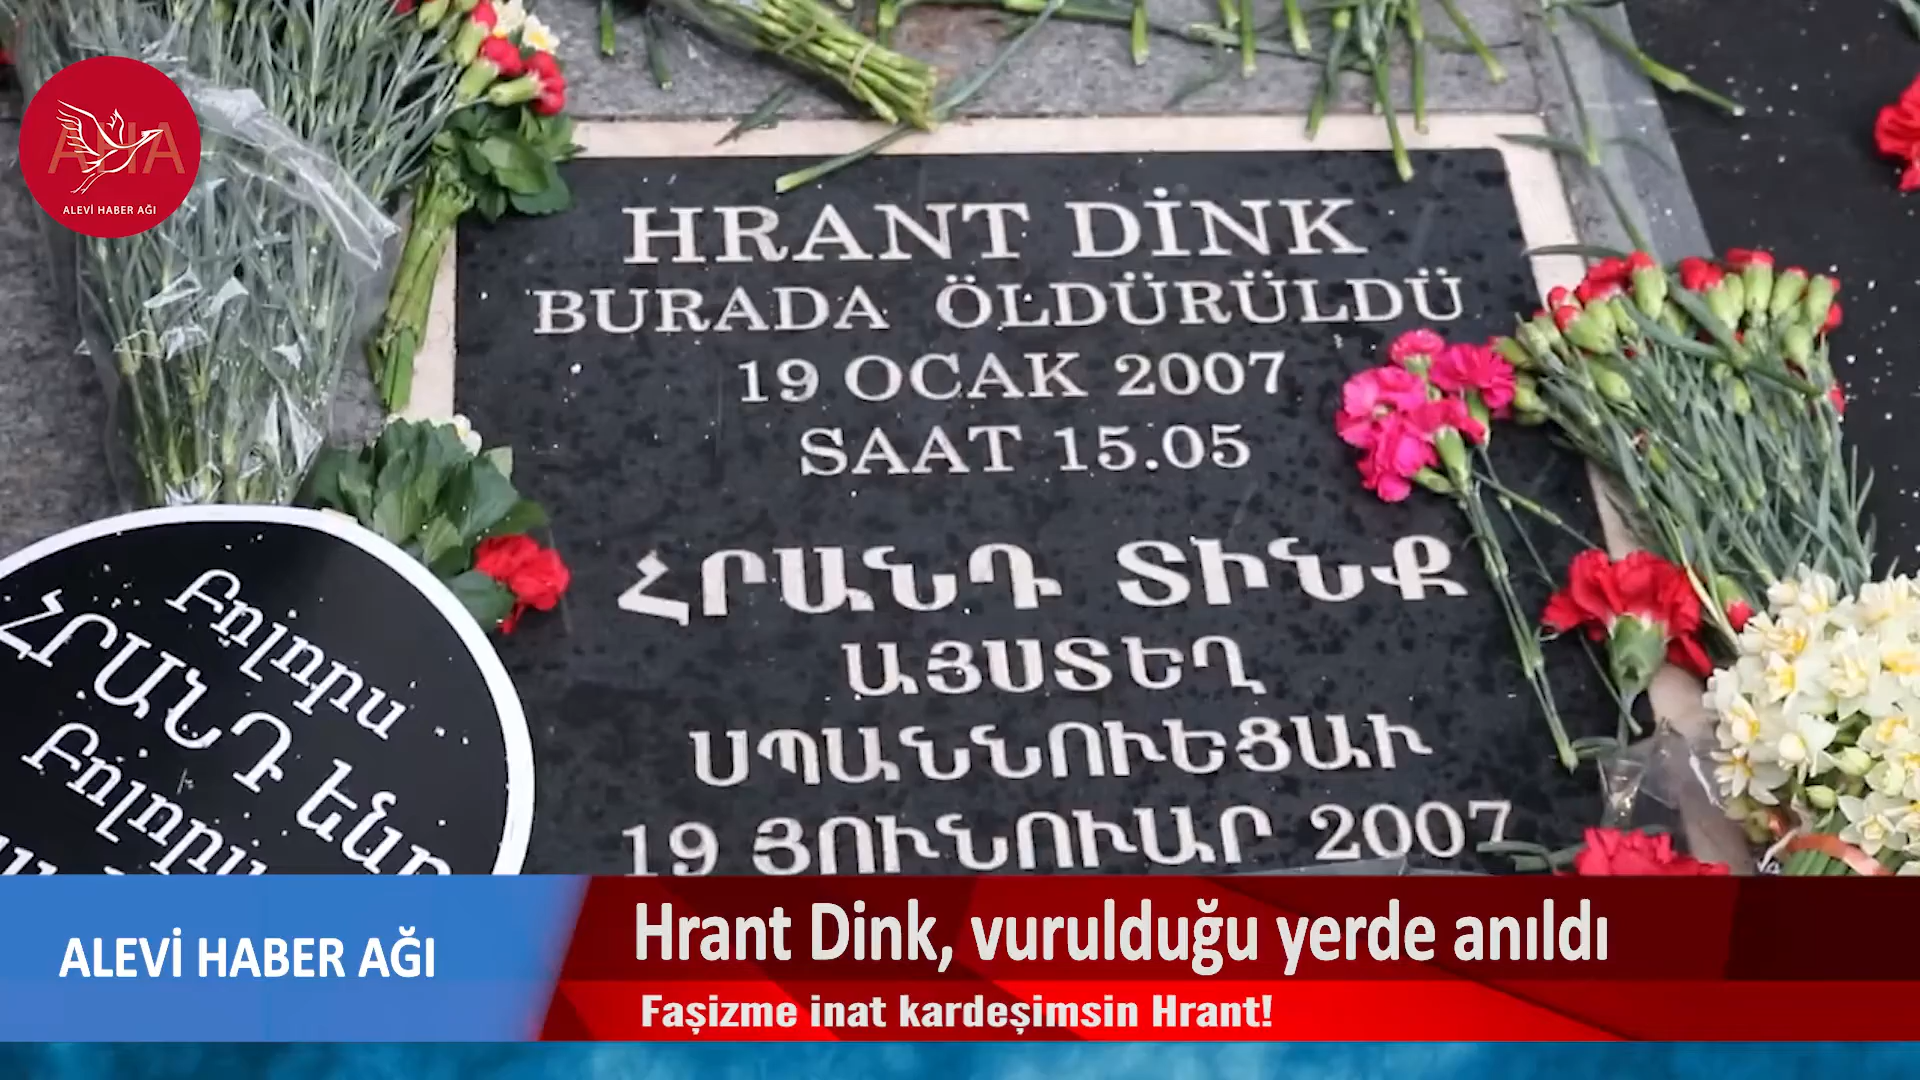 AHA
ALEVİ HABER AĞI
HRANT DİNK
BURADA ÖLDÜRÜLDÜ
19 OCAK 2007
SAAT 15.05
ՀՐԱՆԴ ՏԻՆՔ
ԱՅՍՏԵՂ
ՍՊԱՆՆՈՒԵՑԱՒ
19 ՅՈՒՆՈՒԱՐ 2007
Բոլորս
ՀՐԱՆԴ ենք
Բոլորս
ALEVİ HABER AĞI
Hrant Dink, vurulduğu yerde anıldı
Faşizme inat kardeşimsin Hrant!